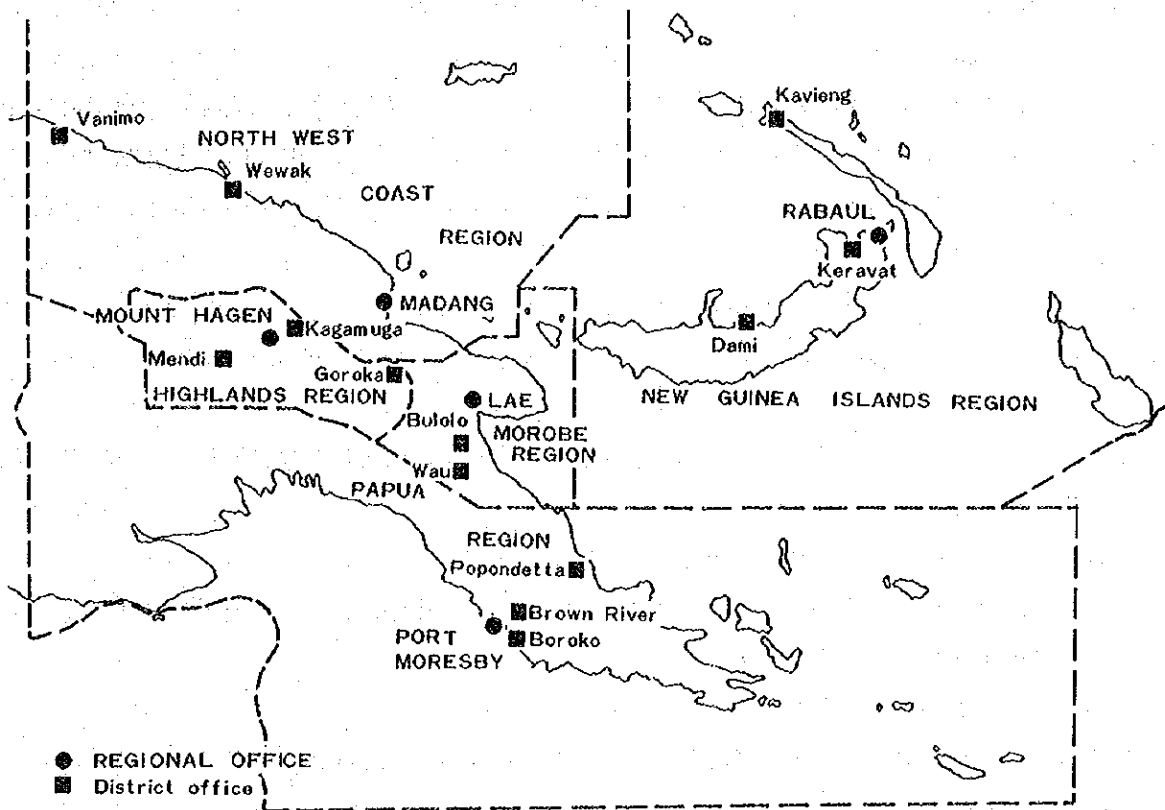 Vanimo
NORTH WEST
Wewak
COAST
REGION
Kavieng
RABAUL
Keravat
MADANG
MOUNT HAGEN
Kagamuga
Mendi
Goroka
HIGHLANDS REGION
Dami
NEW GUINEA ISLANDS REGION
LAE
Bulolo
MOROBE
REGION
Wau
PAPUA
REGION
Popondetta
Brown River
Boroko
PORT
MORESBY
REGIONAL OFFICE
District office